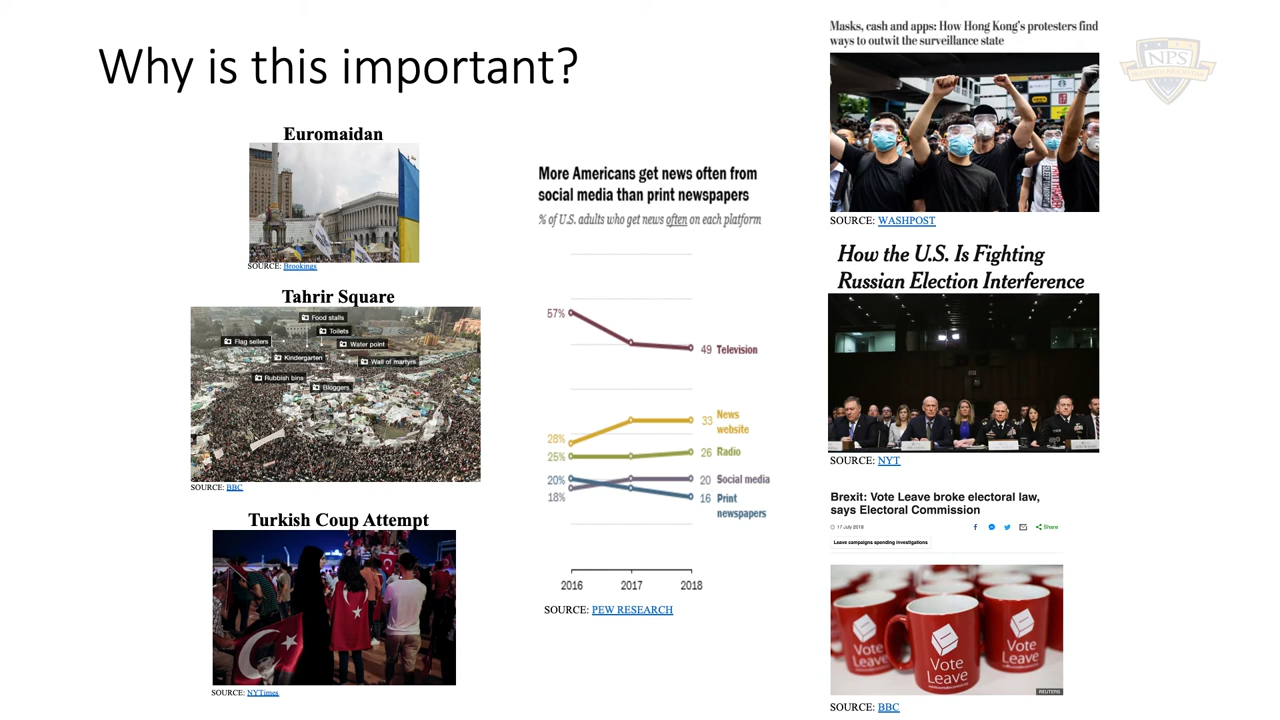 Why is this important?
NPS
Euromaidan
SOURCE: Brookings
Tahrir Square
Food stalls
Toilets
Flag sellers
Water point
Kindergarten
Wall of martyrs
Rubbish bins
Bloggers
SOURCE: BBC
Turkish Coup Attempt
SOURCE: NYTimes
More Americans get news often from
social media than print newspapers
% of U.S. adults who get news often on each platform
57%
49 Television
33 News
website
28%
26 Radio
25%
20%
20 Social media
18%
16 Print
newspapers
2016 2017 2018
SOURCE: PEW RESEARCH
Masks, cash and apps: How Hong Kong's protesters find
ways to outwit the surveillance state
SOURCE: WASHPOST
How the U.S. Is Fighting
Russian Election Interference
SOURCE: NYT
Brexit: Vote Leave broke electoral law,
says Electoral Commission
17 July 2018
Share
Leave campaigns spending investigations
Vote
Leave
Vote
Leave
Vote
Leave
REUTERS
SOURCE: BBC